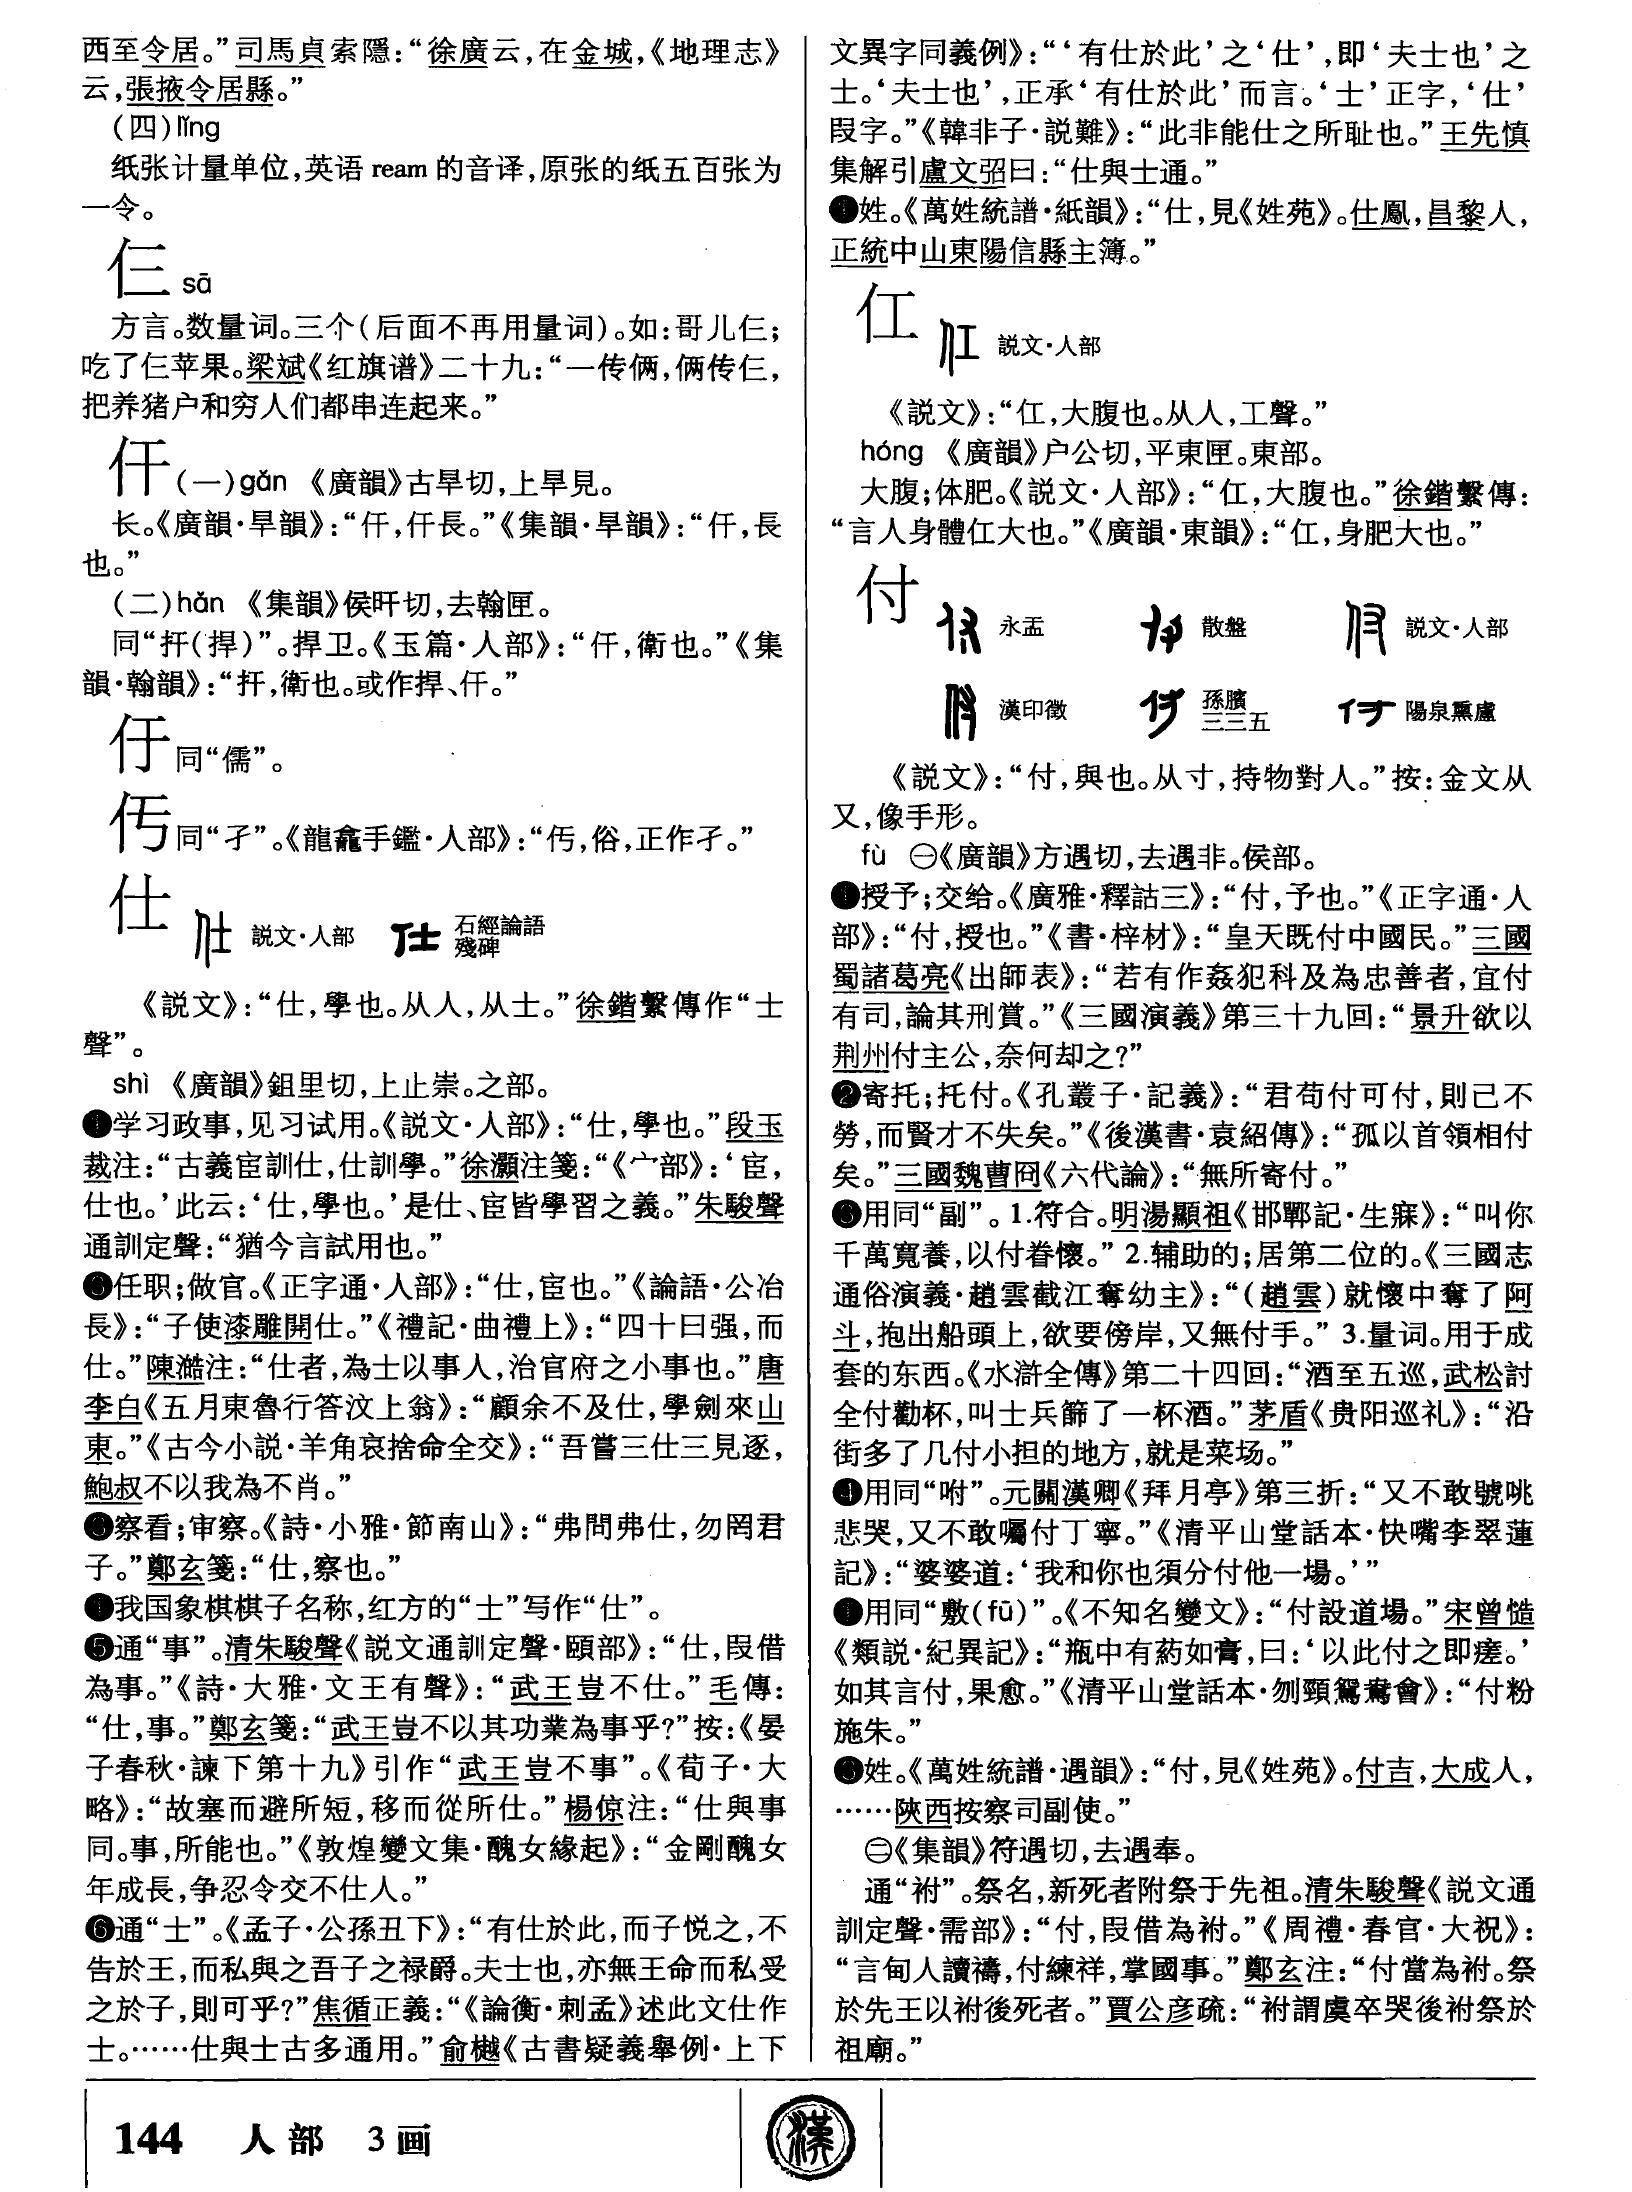 西至令居。”司馬貞索隱：“徐廣云，在金城，《地理志》
云，張掖令居縣。”
（四）lǐng
纸张计量单位，英语 ream 的音译，原张的纸五百张为
一令。
仨 sā
方言。数量词。三个（后面不再用量词）。如：哥儿仨；
吃了仨苹果。梁斌《红旗谱》二十九：“一传俩，俩传仨，
把养猪户和穷人们都串连起来。”
仠 （一）gǎn 《廣韻》古旱切，上旱見。
长。《廣韻·旱韻》：“仠，仠長。”《集韻·旱韻》：“仠，長
也。”
（二）hǎn 《集韻》侯旰切，去翰匣。
同“扞（捍）”。捍卫。《玉篇·人部》：“仠，衛也。”《集
韻·翰韻》：“扞，衛也。或作捍、仠。”
仔同“儒”。
同“孑”。《龍龕手鑑·人部》：“，俗，正作孑。”
仕 説文·人部 石經論語
殘碑
《説文》：“仕，學也。从人，从士。”徐鍇繫傳作“士
聲”。
shì 《廣韻》鉏里切，上止崇。之部。
❶学习政事，见习试用。《説文·人部》：“仕，學也。”段玉
裁注：“古義宦訓仕，仕訓學。”徐灝注箋：“《宀部》：‘宦，
仕也。’此云：‘仕，學也。’是仕、宦皆學習之義。”朱駿聲
通訓定聲：“猶今言試用也。”
❷任职；做官。《正字通·人部》：“仕，宦也。”《論語·公冶
長》：“子使漆雕開仕。”《禮記·曲禮上》：“四十曰强，而
仕。”陳澔注：“仕者，為士以事人，治官府之小事也。”唐
李白《五月東魯行答汶上翁》：“顧余不及仕，學劍來山
東。”《古今小説·羊角哀捨命全交》：“吾嘗三仕三見逐，
鮑叔不以我為不肖。”
❸察看；审察。《詩·小雅·節南山》：“弗問弗仕，勿罔君
子。”鄭玄箋：“仕，察也。”
❹我国象棋棋子名称，红方的“士”写作“仕”。
❺通“事”。清朱駿聲《説文通訓定聲·頤部》：“仕，叚借
為事。”《詩·大雅·文王有聲》：“武王豈不仕。”毛傳：
“仕，事。”鄭玄箋：“武王豈不以其功業為事乎？”按：《晏
子春秋·諫下第十九》引作“武王豈不事”。《荀子·大
略》：“故塞而避所短，移而從所仕。”楊倞注：“仕與事
同。事，所能也。”《敦煌變文集·醜女緣起》：“金剛醜女
年成長，争忍令交不仕人。”
❻通“士”。《孟子·公孫丑下》：“有仕於此，而子悦之，不
告於王，而私與之吾子之禄爵。夫士也，亦無王命而私受
之於子，則可乎？”焦循正義：“《論衡·刺孟》述此文仕作
士。……仕與士古多通用。”俞樾《古書疑義舉例·上下
文異字同義例》：“‘有仕於此’之‘仕’，即‘夫士也’之
士。‘夫士也’，正承‘有仕於此’而言。‘士’正字，‘仕’
叚字。”《韓非子·説難》：“此非能仕之所耻也。”王先慎
集解引盧文弨曰：“仕與士通。”
❼姓。《萬姓統譜·紙韻》：“仕，見《姓苑》。仕鳳，昌黎人，
正統中山東陽信縣主簿。”
仜 説文·人部
《説文》：“仜，大腹也。从人，工聲。”
hóng 《廣韻》户公切，平東匣。東部。
大腹；体肥。《説文·人部》：“仜，大腹也。”徐鍇繫傳：
“言人身體仜大也。”《廣韻·東韻》：“仜，身肥大也。”
付 永盂 散盤 説文·人部
漢印徵 孫臏
三三五 陽泉熏盧
《説文》：“付，與也。从寸，持物對人。”按：金文从
又，像手形。
fù ㊀《廣韻》方遇切，去遇非。侯部。
❶授予；交给。《廣雅·釋詁三》：“付，予也。”《正字通·人
部》：“付，授也。”《書·梓材》：“皇天既付中國民。”三國
蜀諸葛亮《出師表》：“若有作姦犯科及為忠善者，宜付
有司，論其刑賞。”《三國演義》第三十九回：“景升欲以
荆州付主公，奈何却之？”
❷寄托；托付。《孔叢子·記義》：“君苟付可付，則己不
勞，而賢才不失矣。”《後漢書·袁紹傳》：“孤以首領相付
矣。”三國魏曹冏《六代論》：“無所寄付。”
❸用同“副”。1.符合。明湯顯祖《邯鄲記·生寐》：“叫你
千萬寬養，以付眷懷。”2.辅助的；居第二位的。《三國志
通俗演義·趙雲截江奪幼主》：“（趙雲）就懷中奪了阿
斗，抱出船頭上，欲要傍岸，又無付手。”3.量词。用于成
套的东西。《水滸全傳》第二十四回：“酒至五巡，武松討
全付勸杯，叫士兵篩了一杯酒。”茅盾《贵阳巡礼》：“沿
街多了几付小担的地方，就是菜场。”
❹用同“咐”。元關漢卿《拜月亭》第三折：“又不敢號咷
悲哭，又不敢囑付丁寧。”《清平山堂話本·快嘴李翠蓮
記》：“婆婆道：‘我和你也須分付他一場。’”
❺用同“敷（fū）”。《不知名變文》：“付設道場。”宋曾慥
《類説·紀異記》：“瓶中有葯如膏，曰：‘以此付之即瘥。’
如其言付，果愈。”《清平山堂話本·刎頸鴛鴦會》：“付粉
施朱。”
❻姓。《萬姓統譜·遇韻》：“付，見《姓苑》。付吉，大成人，
……陝西按察司副使。”
㊁《集韻》符遇切，去遇奉。
通“祔”。祭名，新死者附祭于先祖。清朱駿聲《説文通
訓定聲·需部》：“付，叚借為祔。”《周禮·春官·大祝》：
“言甸人讀禱，付練祥，掌國事。”鄭玄注：“付當為祔。祭
於先王以祔後死者。”賈公彦疏：“祔謂虞卒哭後祔祭於
祖廟。”
144 人部 3画
漢